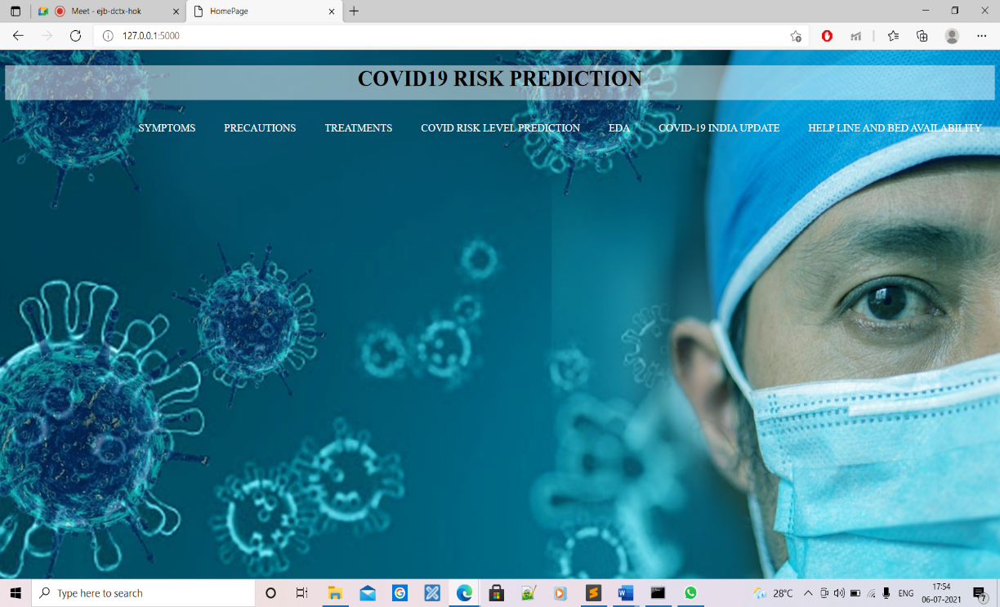 Meet - ejb-dctx-hok
HomePage
127.0.0.1:5000
COVID19 RISK PREDICTION
SYMPTOMS PRECAUTIONS TREATMENTS COVID RISK LEVEL PREDICTION EDA COVID-19 INDIA UPDATE HELP LINE AND BED AVAILABILITY
Type here to search
28°C
ENG
17:54
06-07-2021
7